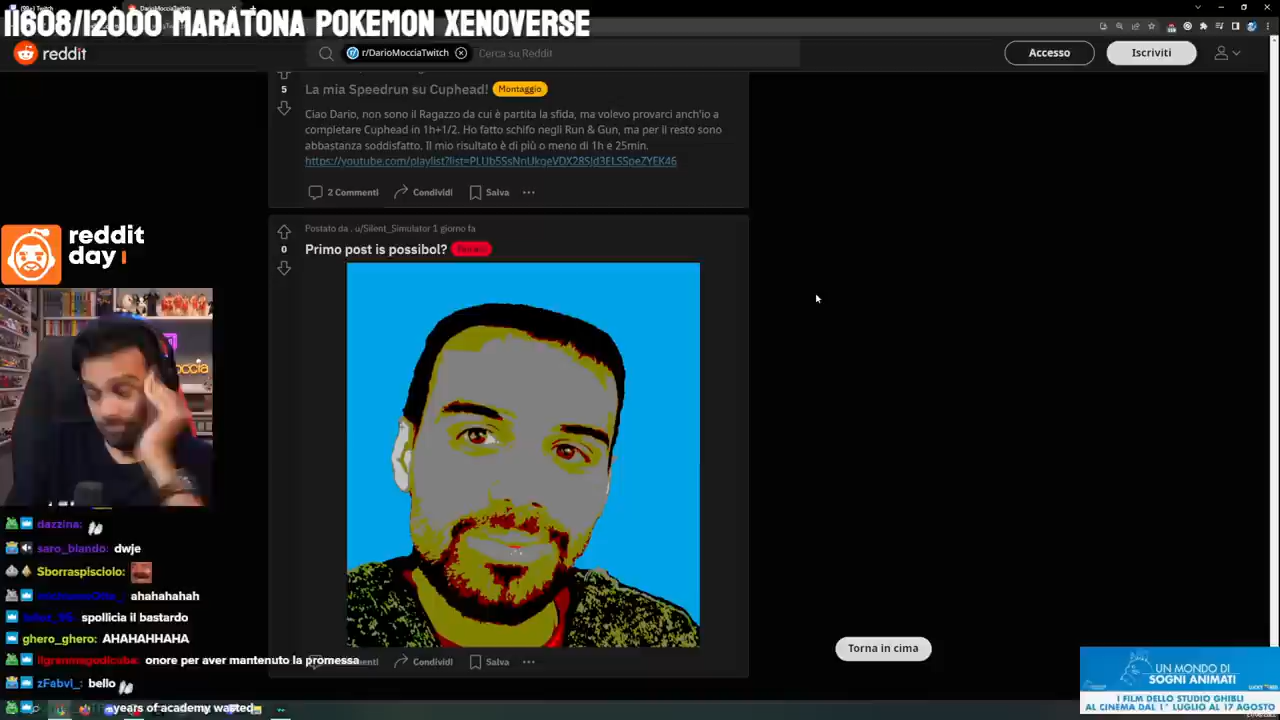 11608/12000 MARATONA POKEMON XENOVERSE
reddit
r/DarioMocciaTwitch
Cerca su Reddit
Accesso
Iscriviti
5
La mia Speedrun su Cuphead!
Montaggio
Ciao Dario, non sono il Ragazzo da cui è partita la sfida, ma volevo provarci anch'io a
completare Cuphead in 1h+1/2. Ho fatto schifo negli Run & Gun, ma per il resto sono
abbastanza soddisfatto. Il mio risultato è di più o meno di 1h e 25min.
2 Commenti
Condividi
Salva
reddit
day
Postato da
u/Silent_Simulator 1 giorno fa
0
Primo post is possibol?
dazzina:
saro_blando: dwje
Sborraspisciolo:
ahahahahah
spollicia il bastardo
ghero_ghero: AHAHAHHAHA
ilgranmogolicuba: onore per aver mantenuto la promessa
zFabvi_: bello
years of academy wasted
Condividi
Salva
Torna in cima
UN MONDO DI
SOGNI ANIMATI
I FILM DELLO STUDIO GHIBLI
AL CINEMA DAL 1° LUGLIO AL 17 AGOSTO